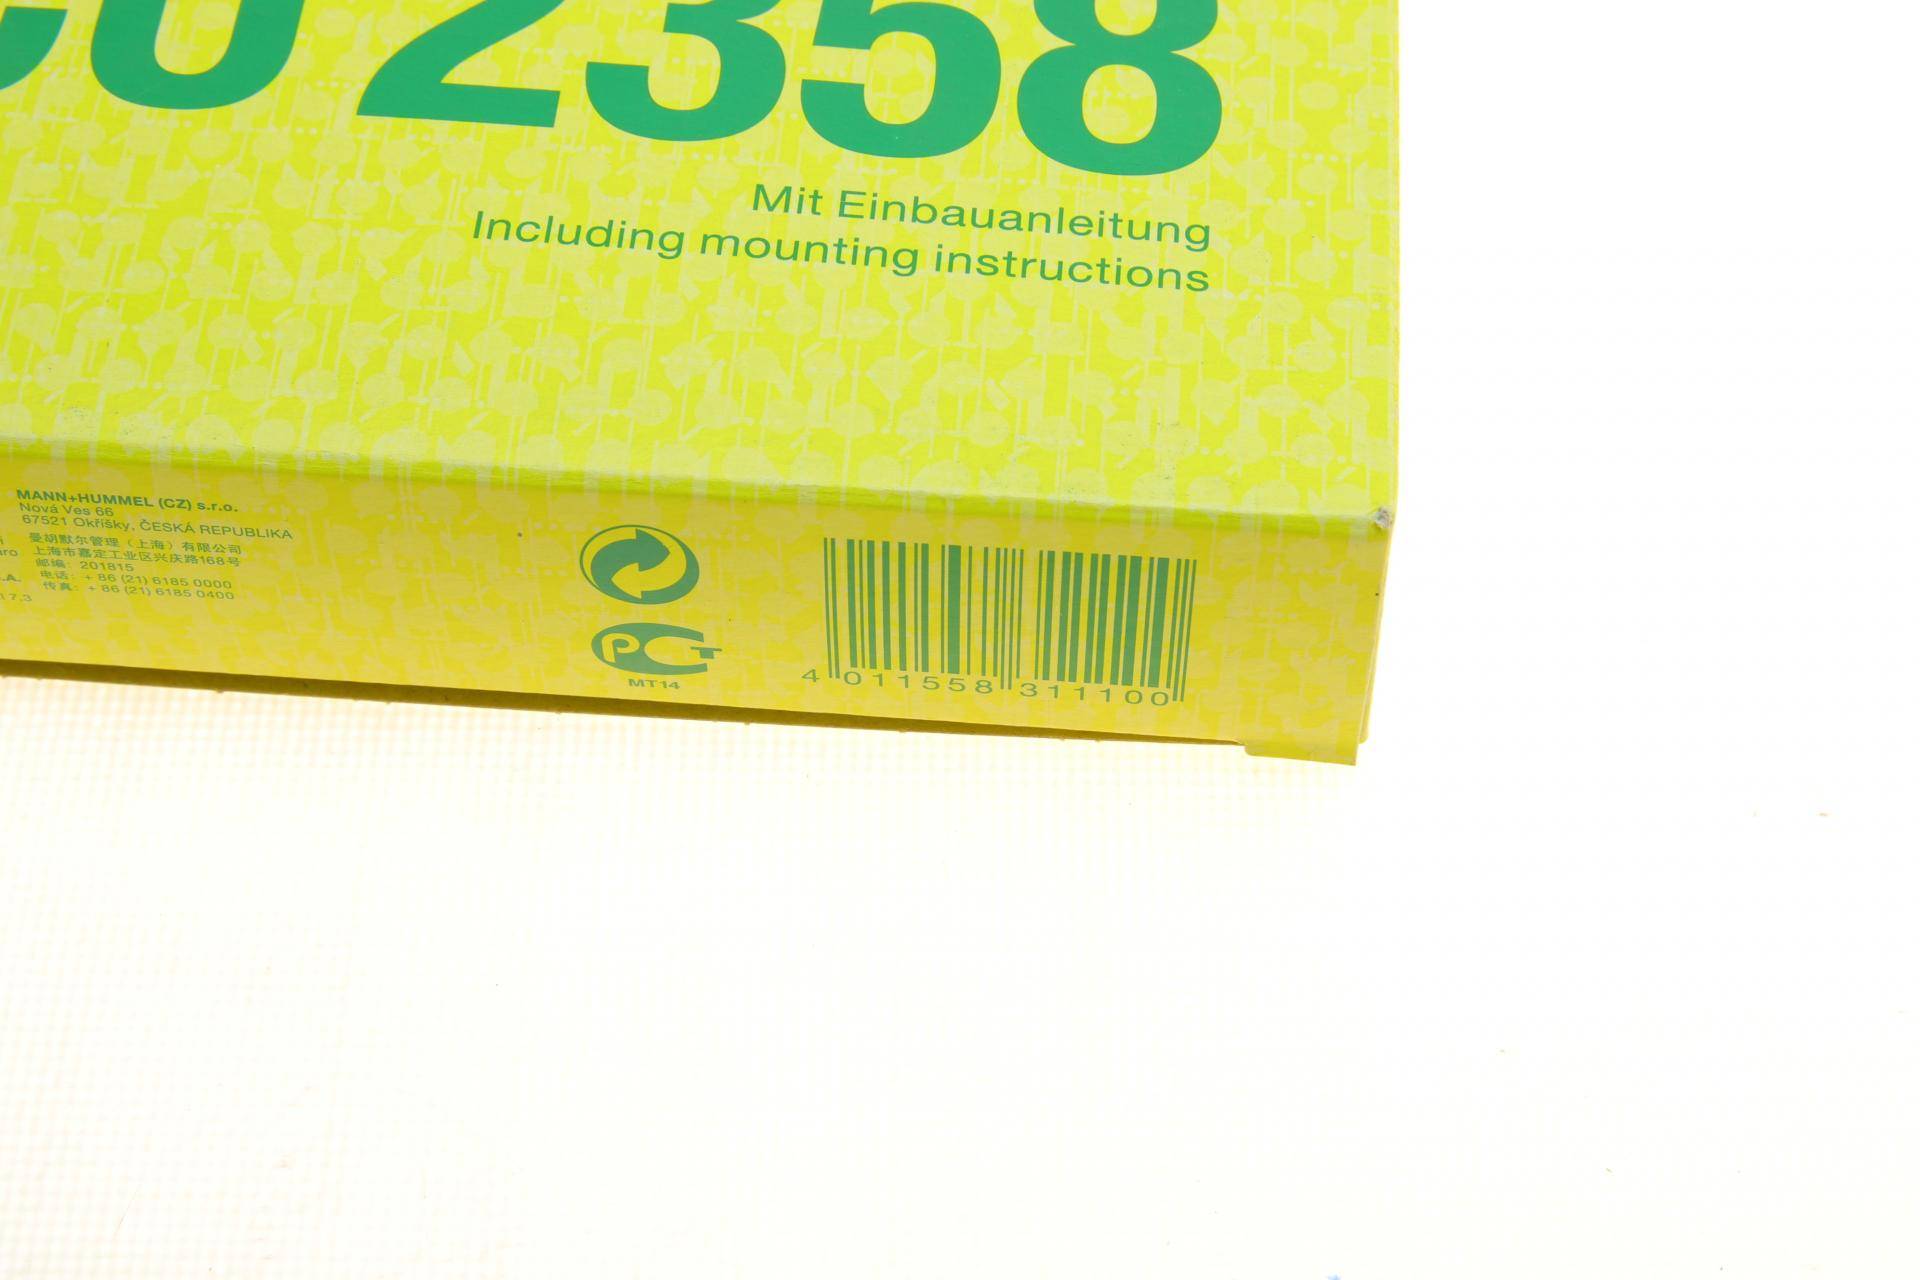 CU 2358
Mit Einbauanleitung
Including mounting instructions
MANN+HUMMEL (CZ) s.r.o.
Nová Ves 66
67521 Okříšky, ČESKÁ REPUBLIKA
曼胡默尔管理（上海）有限公司
上海市嘉定工业区兴庆路168号
邮编: 201815
电话: + 86 (21) 6185 0000
传真: + 86 (21) 6185 0400
.A.
17.3
PCT
MT14
4 011558 311100